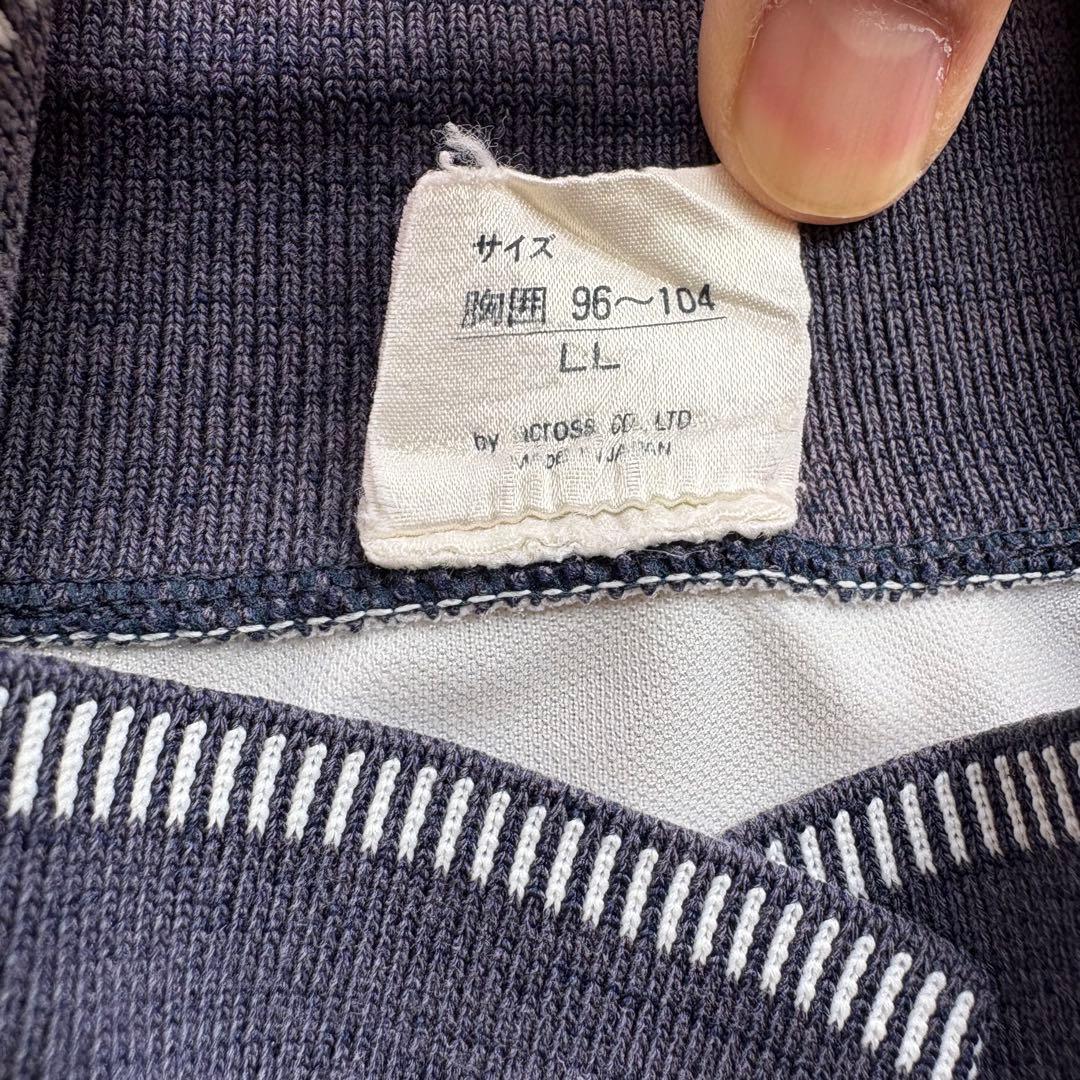 サイズ
胸囲 96〜104
LL
by across CO., LTD
MADE IN JAPAN